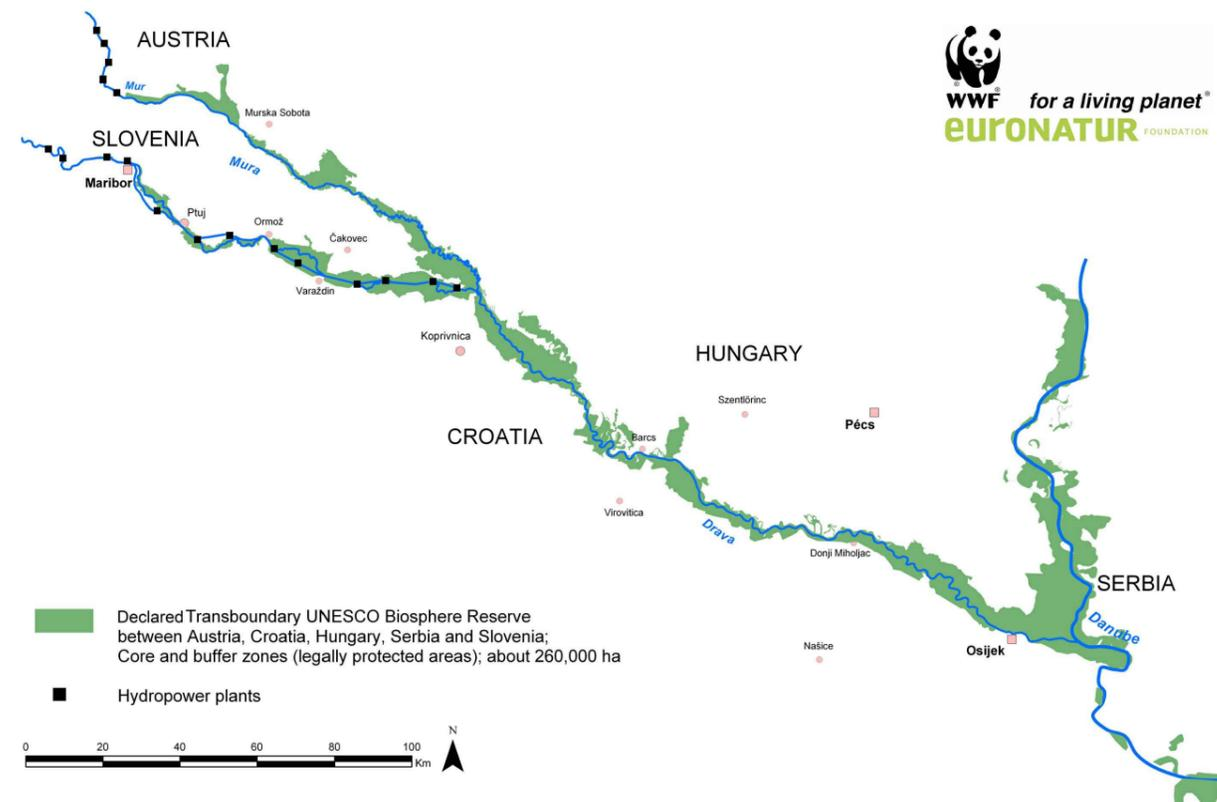 AUSTRIA
WWF
for a living planet®
euroNATUR FOUNDATION
Mur
Murska Sobota
SLOVENIA
Mura
Maribor
Ptuj
Ormož
Čakovec
Varaždin
Koprivnica
HUNGARY
Szentlőrinc
Pécs
CROATIA
Barcs
Virovitica
Drava
Donji Miholjac
SERBIA
Danube
Osijek
Našice
Declared Transboundary UNESCO Biosphere Reserve
between Austria, Croatia, Hungary, Serbia and Slovenia;
Core and buffer zones (legally protected areas); about 260,000 ha
Hydropower plants
N
0 20 40 60 80 100
Km